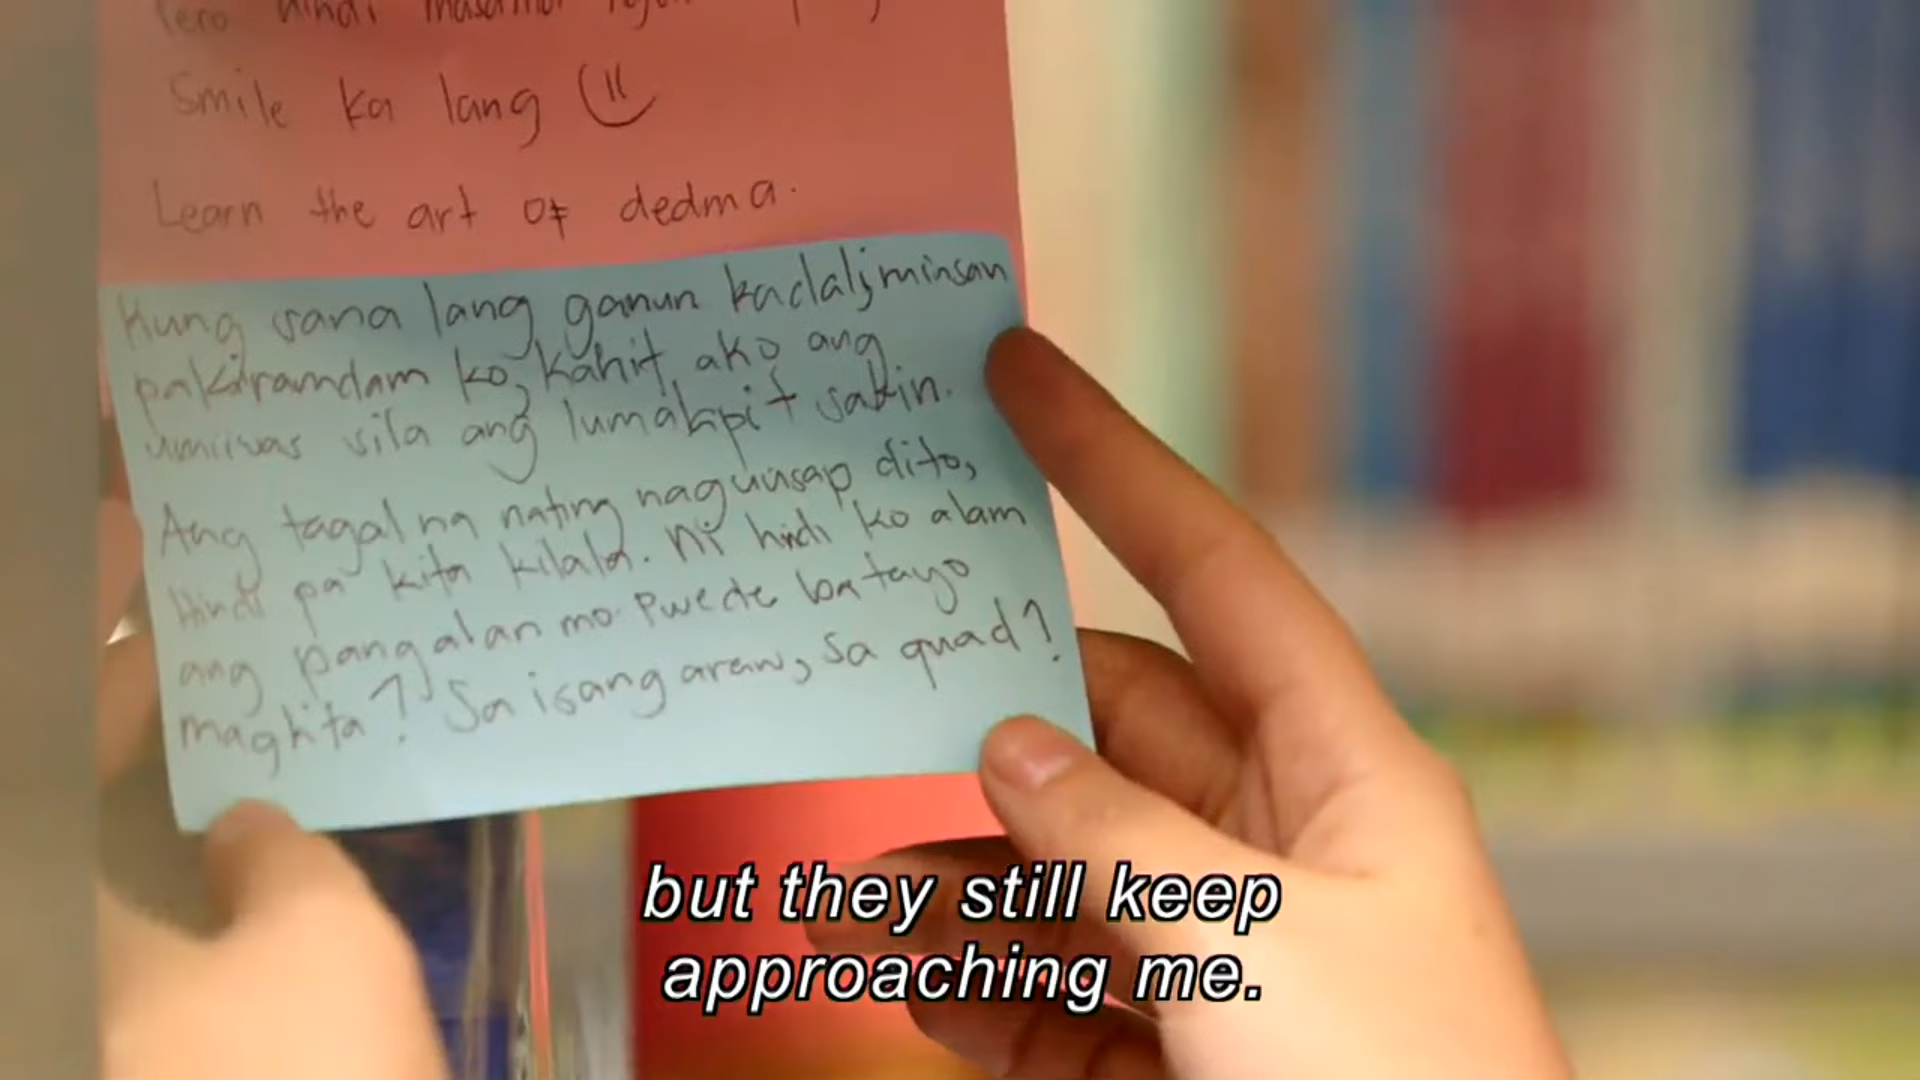 Pero hindi
Smile ka lang
Learn the art of dedma.
Kung sana lang ganun kadali, minsan
pakiramdam ko, kahit ako ang
umiiwas sila ang lumalapit sakin.
Ang tagal na nating naguusap dito,
Hindi pa kita kilala. Ni hindi ko alam
ang pangalan mo. Pwede ba tayo
magkita? Sa isang araw, sa quad?
but they still keep
approaching me.